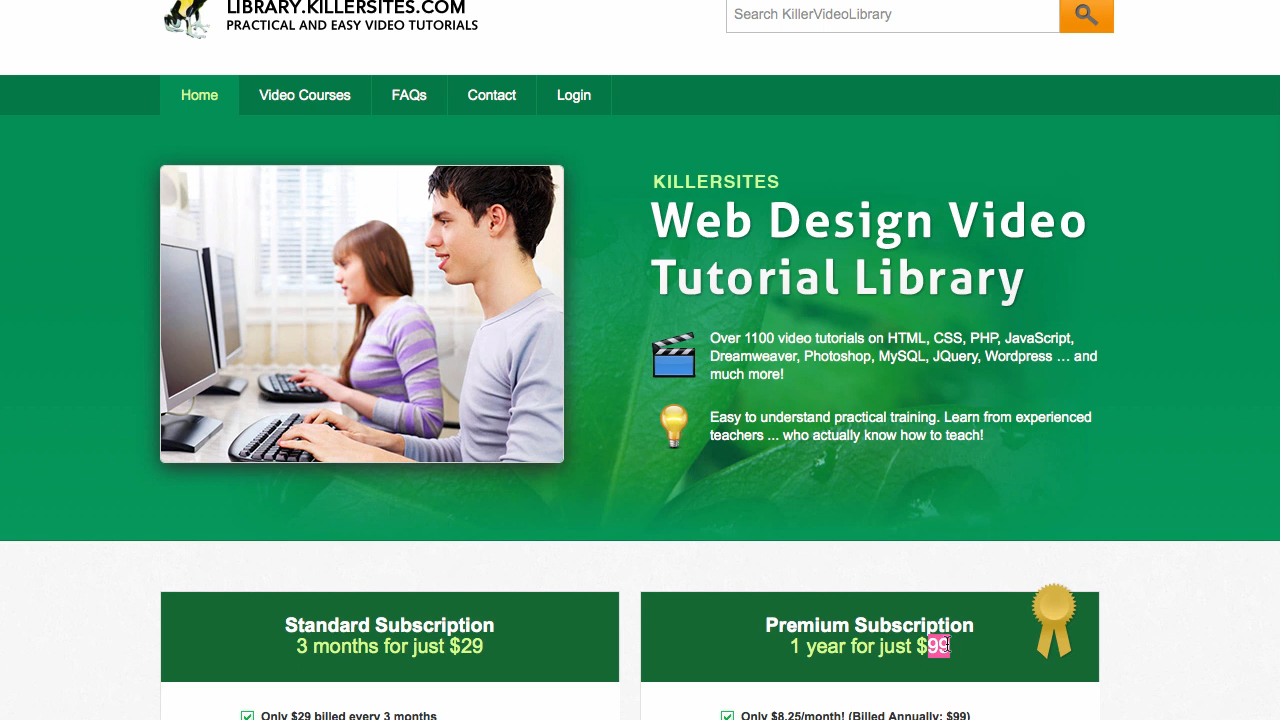 LIBRARY.KILLERSITES.COM
PRACTICAL AND EASY VIDEO TUTORIALS
Search KillerVideoLibrary
Home Video Courses FAQs Contact Login
KILLERSITES
Web Design Video
Tutorial Library
Over 1100 video tutorials on HTML, CSS, PHP, JavaScript,
Dreamweaver, Photoshop, MySQL, JQuery, Wordpress ... and
much more!
Easy to understand practical training. Learn from experienced
teachers ... who actually know how to teach!
Standard Subscription
3 months for just $29
Only $29 billed every 3 months
Premium Subscription
1 year for just $99
Only $8.25/month! (Billed Annually: $99)